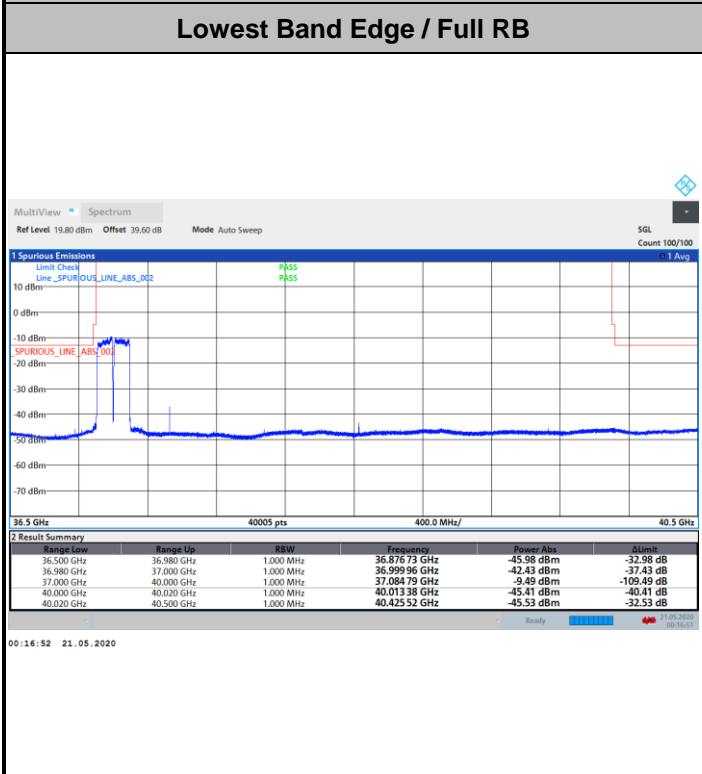 Lowest Band Edge / Full RB
MultiView Spectrum
Ref Level 19.80 dBm Offset 39.60 dB Mode Auto Sweep SGL
Count 100/100
1 Spurious Emissions 1 Avg
Limit Check PASS
Line _SPURIOUS_LINE_ABS_002 PASS
10 dBm
0 dBm
-10 dBm
_SPURIOUS_LINE_ABS_002
-20 dBm
-30 dBm
-40 dBm
-50 dBm
-60 dBm
-70 dBm
36.5 GHz 40005 pts 400.0 MHz/ 40.5 GHz
2 Result Summary
Range Low Range Up RBW Frequency Power Abs ΔLimit
36.500 GHz 36.980 GHz 1.000 MHz 36.876 73 GHz -45.98 dBm -32.98 dB
36.980 GHz 37.000 GHz 1.000 MHz 36.999 96 GHz -42.43 dBm -37.43 dB
37.000 GHz 40.000 GHz 1.000 MHz 37.084 79 GHz -9.49 dBm -109.49 dB
40.000 GHz 40.020 GHz 1.000 MHz 40.013 38 GHz -45.41 dBm -40.41 dB
40.020 GHz 40.500 GHz 1.000 MHz 40.425 52 GHz -45.53 dBm -32.53 dB
Ready 21.05.2020
00:16:51
00:16:52 21.05.2020